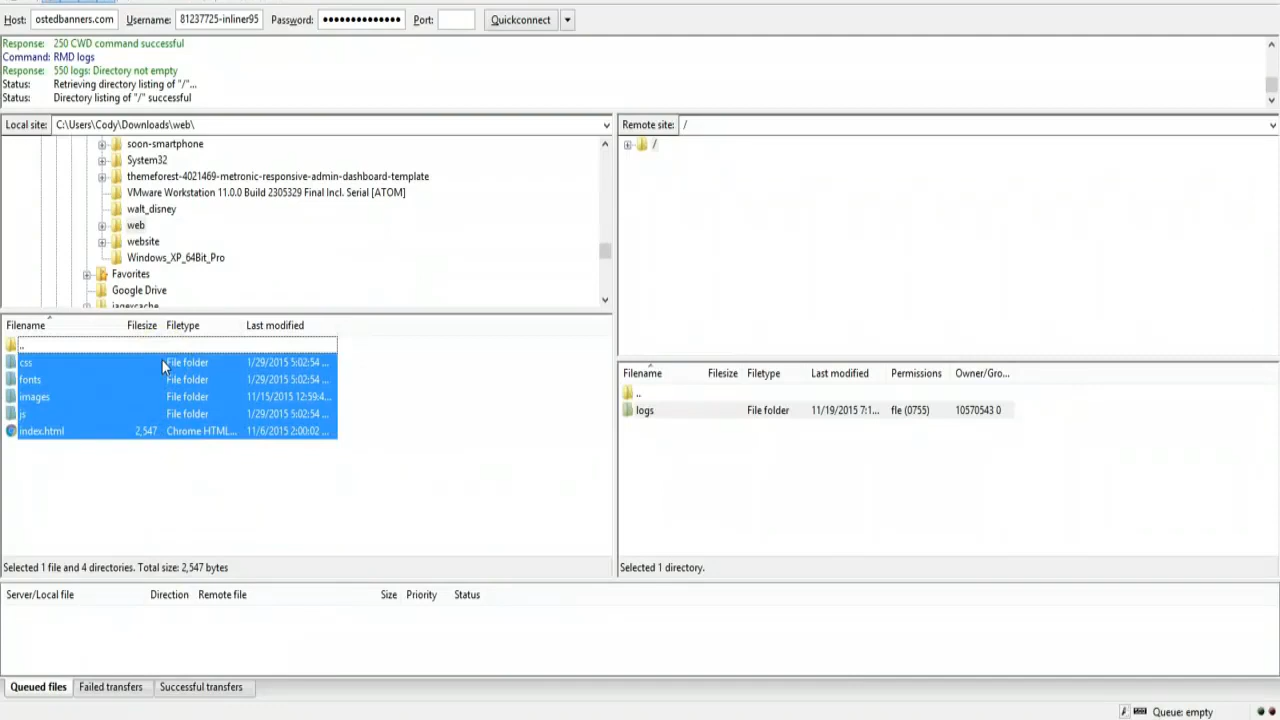 Host: ostedbanners.com Username: 81237725-inliner95 Password: ●●●●●●●●●●●●●● Port: Quickconnect
Response: 250 CWD command successful
Command: RMD logs
Response: 550 logs: Directory not empty
Status: Retrieving directory listing of "/"...
Status: Directory listing of "/" successful
Local site: C:\Users\Cody\Downloads\web\
Remote site: /
soon-smartphone
System32
themeforest-4021469-metronic-responsive-admin-dashboard-template
VMware Workstation 11.0.0 Build 2305329 Final Incl. Serial [ATOM]
walt_disney
web
website
Windows_XP_64Bit_Pro
Favorites
Google Drive
jagexcache
/
Filename Filesize Filetype Last modified
..
css File folder 1/29/2015 5:02:54 ...
fonts File folder 1/29/2015 5:02:54 ...
images File folder 11/15/2015 12:59:4...
js File folder 1/29/2015 5:02:54 ...
index.html 2,547 Chrome HTML... 11/6/2015 2:00:02 ...
Selected 1 file and 4 directories. Total size: 2,547 bytes
Filename Filesize Filetype Last modified Permissions Owner/Gro...
..
logs File folder 11/19/2015 7:1... fle (0755) 10570543 0
Selected 1 directory.
Server/Local file Direction Remote file Size Priority Status
Queued files Failed transfers Successful transfers
Queue: empty